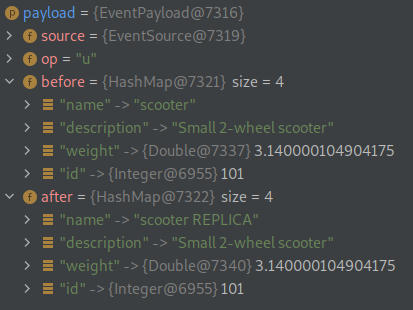 p payload = {EventPayload@7316}
f source = {EventSource@7319}
f op = "u"
f before = {HashMap@7321} size = 4
"name" -> "scooter"
"description" -> "Small 2-wheel scooter"
"weight" -> {Double@7337} 3.140000104904175
"id" -> {Integer@6955} 101
f after = {HashMap@7322} size = 4
"name" -> "scooter REPLICA"
"description" -> "Small 2-wheel scooter"
"weight" -> {Double@7340} 3.140000104904175
"id" -> {Integer@6955} 101